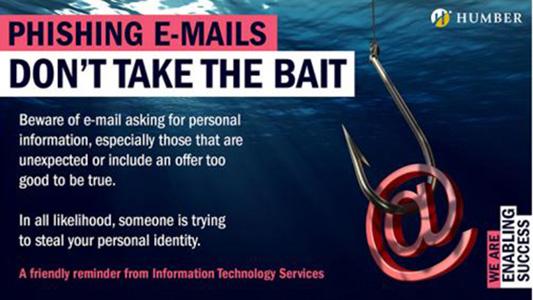 HUMBER
PHISHING E-MAILS
DON'T TAKE THE BAIT
Beware of e-mail asking for personal
information, especially those that are
unexpected or include an offer too
good to be true.
In all likelihood, someone is trying
to steal your personal identity.
A friendly reminder from Information Technology Services
@
WE ARE
ENABLING
SUCCESS